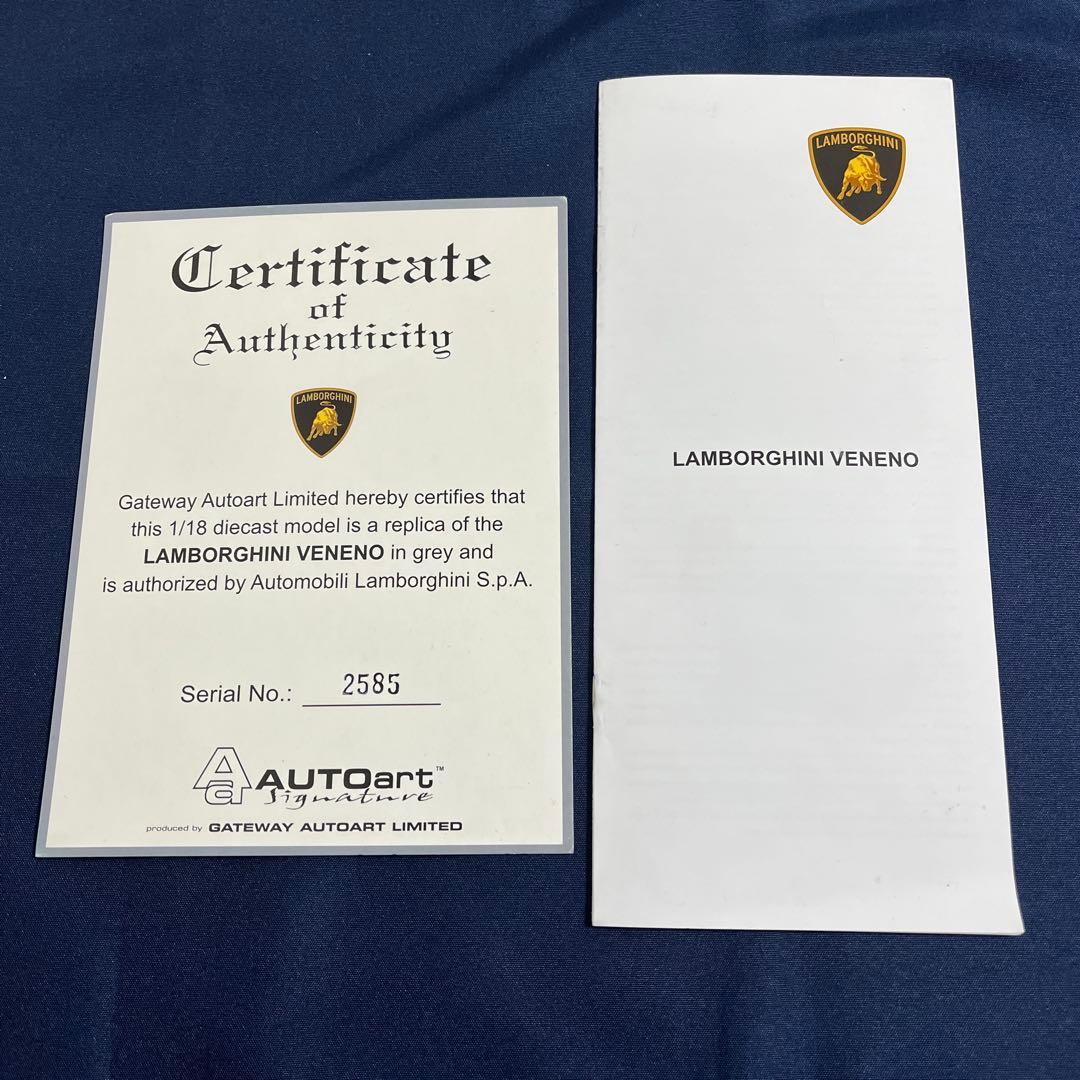 Certificate
of
Authenticity
LAMBORGHINI
Gateway Autoart Limited hereby certifies that
this 1/18 diecast model is a replica of the
LAMBORGHINI VENENO in grey and
is authorized by Automobili Lamborghini S.p.A.
Serial No.: 2585
Aa AUTOart™
Signature
produced by GATEWAY AUTOART LIMITED
LAMBORGHINI
LAMBORGHINI VENENO